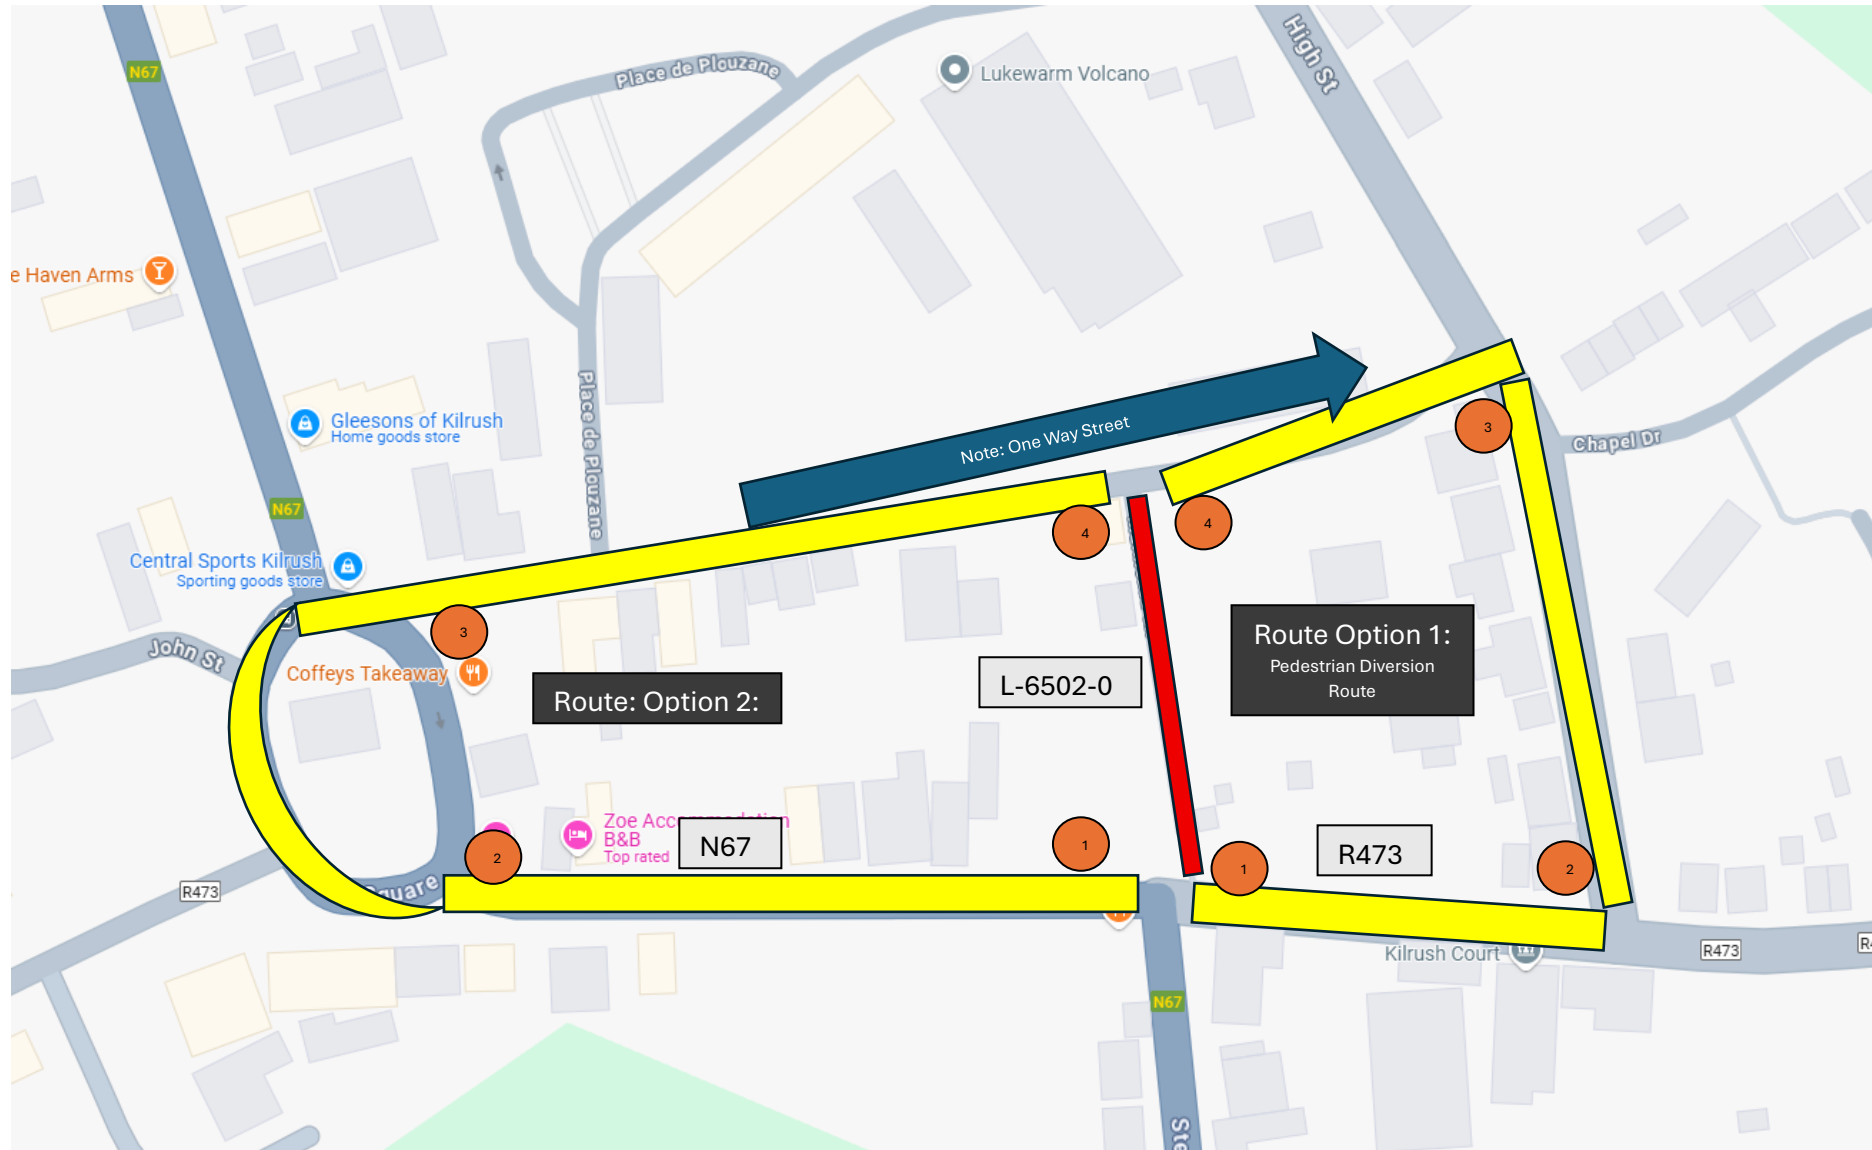 N67
Place de Plouzane
Lukewarm Volcano
High St
e Haven Arms
Place de Plouzane
Gleesons of Kilrush
Home goods store
Note: One Way Street
3
Chapel Dr
N67
4
4
Central Sports Kilrush
Sporting goods store
3
John St
Coffeys Takeaway
Route: Option 2:
L-6502-0
Route Option 1:
Pedestrian Diversion
Route
Zoe Accommodation
B&B
Top rated
N67
1
R473
2
1
2
R473
Square
Kilrush Court
R473
N67